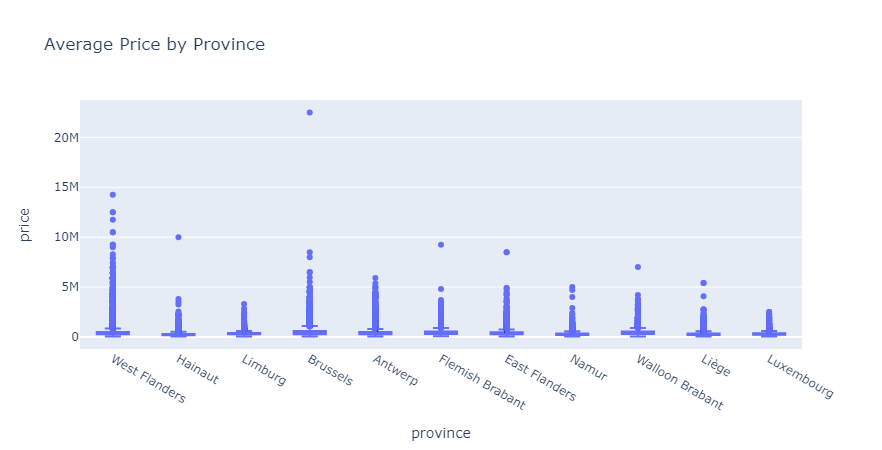 Average Price by Province
price
20M
15M
10M
5M
0
West Flanders
Hainaut
Limburg
Brussels
Antwerp
Flemish Brabant
East Flanders
Namur
Walloon Brabant
Liège
Luxembourg
province